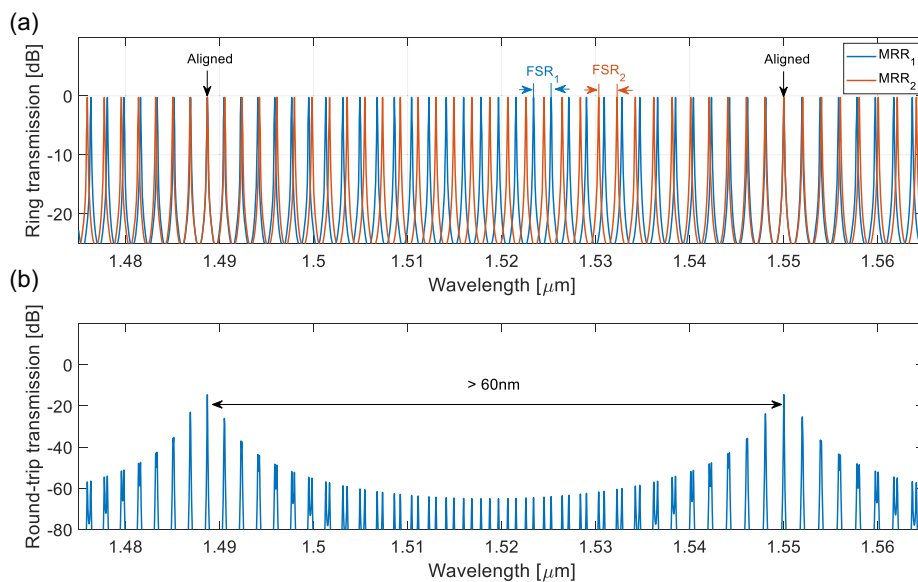 (a)
Ring transmission [dB]
0
-10
-20
Aligned
FSR1
FSR2
Aligned
MRR1
MRR2
1.48 1.49 1.5 1.51 1.52 1.53 1.54 1.55 1.56
Wavelength [μm]
(b)
Round-trip transmission [dB]
0
-20
-40
-60
-80
> 60nm
1.48 1.49 1.5 1.51 1.52 1.53 1.54 1.55 1.56
Wavelength [μm]